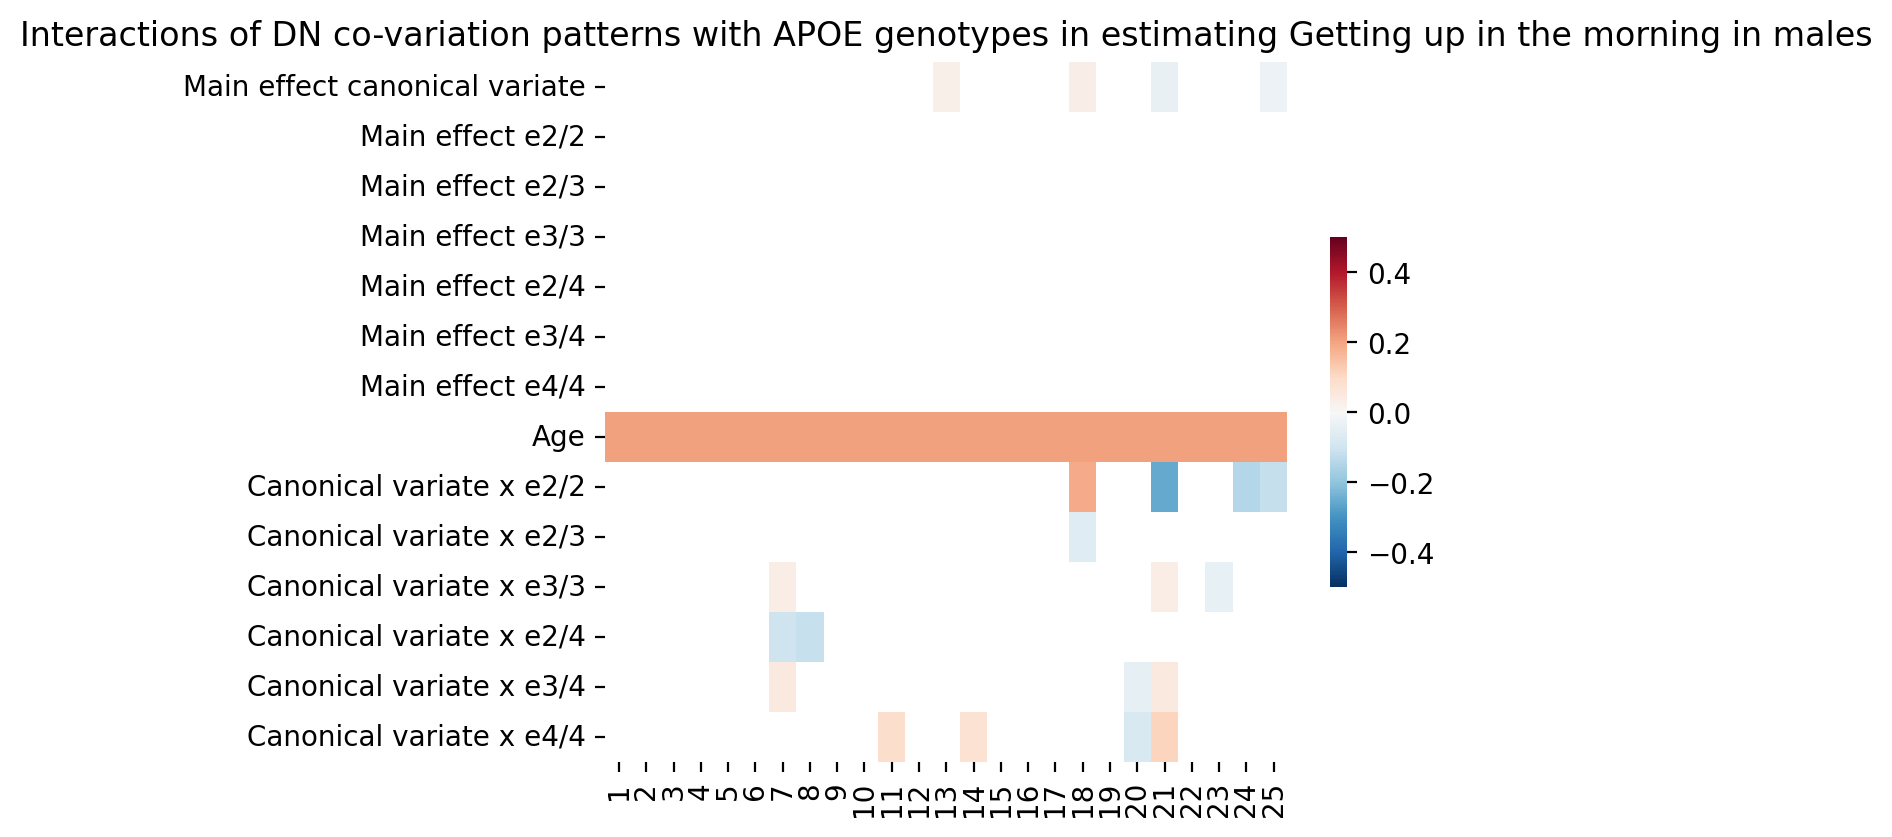 Interactions of DN co-variation patterns with APOE genotypes in estimating Getting up in the morning in males
Main effect canonical variate
Main effect e2/2
Main effect e2/3
Main effect e3/3
Main effect e2/4
Main effect e3/4
Main effect e4/4
Age
Canonical variate x e2/2
Canonical variate x e2/3
Canonical variate x e3/3
Canonical variate x e2/4
Canonical variate x e3/4
Canonical variate x e4/4
1 2 3 4 5 6 7 8 9 10 11 12 13 14 15 16 17 18 19 20 21 22 23 24 25
0.4
0.2
0.0
−0.2
−0.4